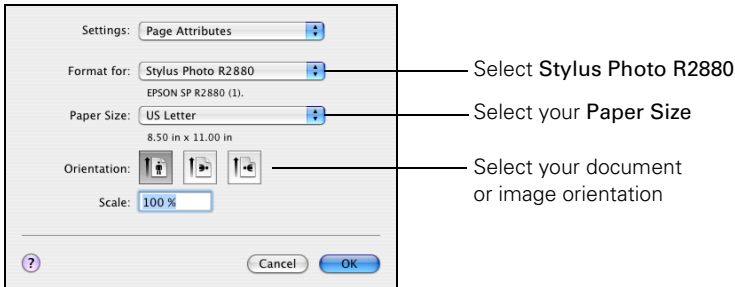 Settings: Page Attributes
Format for: Stylus Photo R2880
EPSON SP R2880 (1).
Paper Size: US Letter
8.50 in x 11.00 in
Orientation:
Scale: 100 %
?
Cancel OK
Select Stylus Photo R2880
Select your Paper Size
Select your document
or image orientation